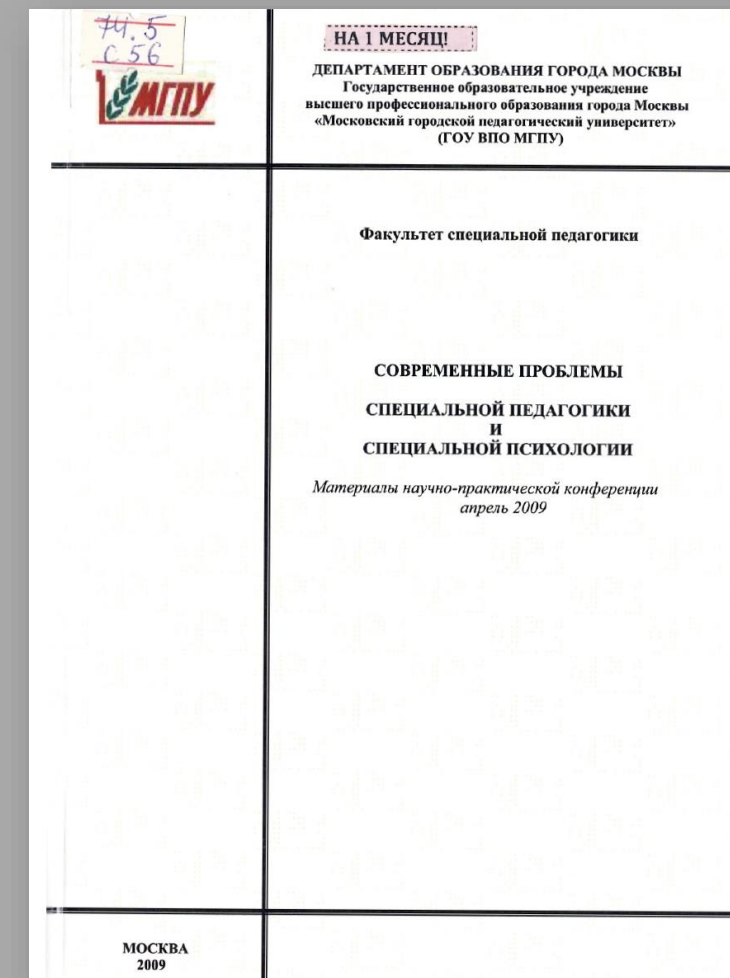 74.5
С 56
МГПУ
НА 1 МЕСЯЦ!
ДЕПАРТАМЕНТ ОБРАЗОВАНИЯ ГОРОДА МОСКВЫ
Государственное образовательное учреждение
высшего профессионального образования города Москвы
«Московский городской педагогический университет»
(ГОУ ВПО МГПУ)
Факультет специальной педагогики
СОВРЕМЕННЫЕ ПРОБЛЕМЫ
СПЕЦИАЛЬНОЙ ПЕДАГОГИКИ
И
СПЕЦИАЛЬНОЙ ПСИХОЛОГИИ
Материалы научно-практической конференции
апрель 2009
МОСКВА
2009